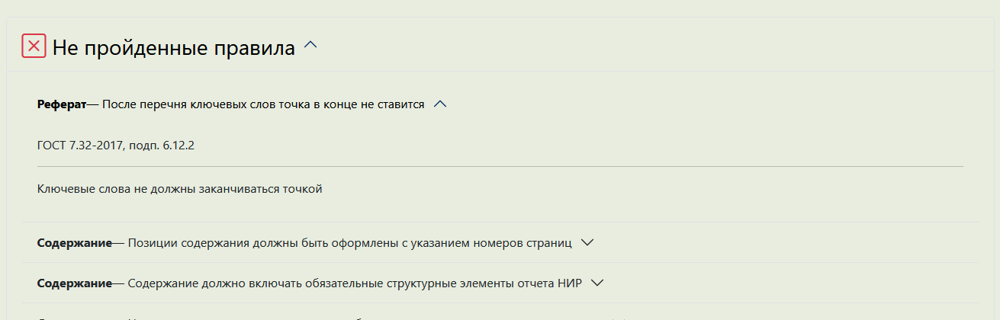 Не пройденные правила
Реферат— После перечня ключевых слов точка в конце не ставится
ГОСТ 7.32-2017, подп. 6.12.2
Ключевые слова не должны заканчиваться точкой
Содержание— Позиции содержания должны быть оформлены с указанием номеров страниц
Содержание— Содержание должно включать обязательные структурные элементы отчета НИР